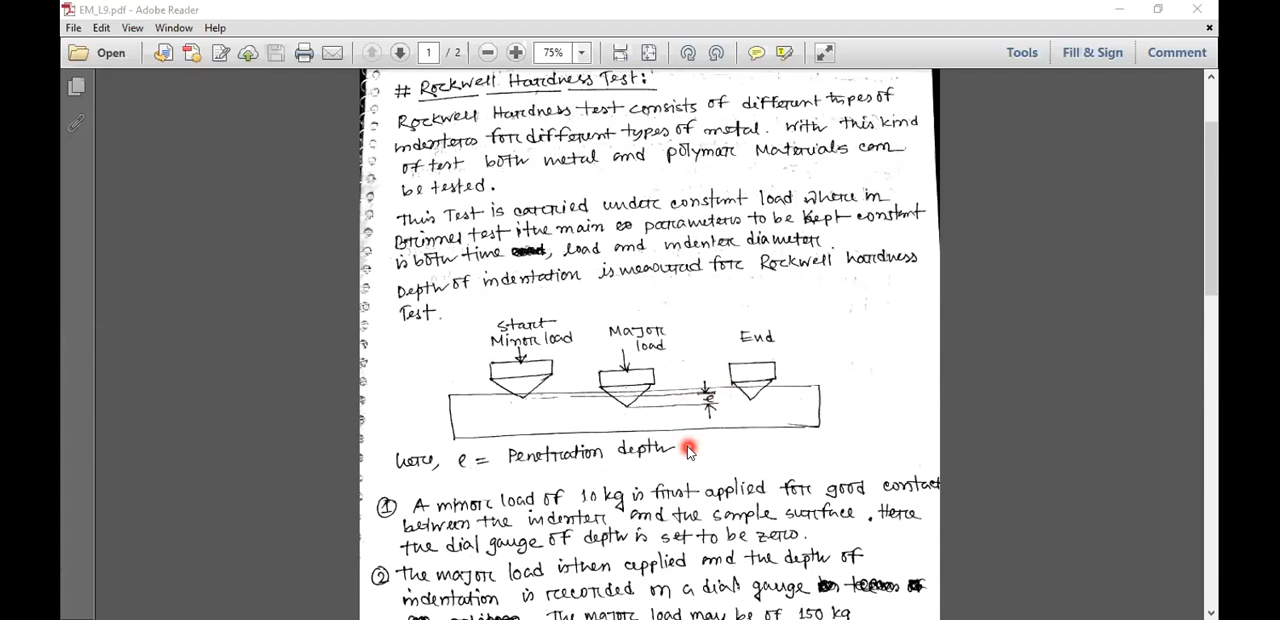 EM_L9.pdf - Adobe Reader
File Edit View Window Help
Open 1 / 2 75% Tools Fill & Sign Comment
# Rockwell Hardness Test:
Rockwell Hardness test consists of different types of
indenters for different types of metal. With this kind
of test both metal and polymar Materials can
be tested.
This Test is carried under constant load where in
Brinnel test the main parameters to be kept constant
is both time, load and indenter diameter.
Depth of indentation is measured for Rockwell hardness
Test.
Start Minor load
Major load
End
e
here, e = Penetration depth
① A minor load of 10 kg is first applied for good contact
between the indenter and the sample surface. Here
the dial gauge of depth is set to be zero.
② The major load is then applied and the depth of
indentation is recorded on a dial gauge
The major load may be of 150 kg